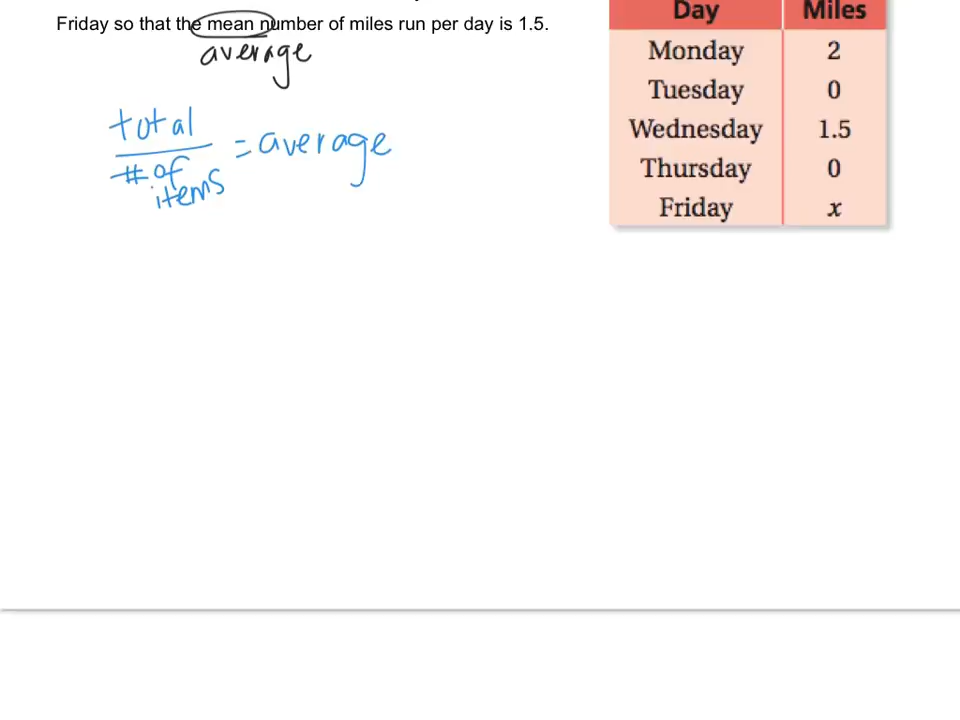 Friday so that the mean number of miles run per day is 1.5.
average
total
# of
items
= average
Day Miles
Monday 2
Tuesday 0
Wednesday 1.5
Thursday 0
Friday x